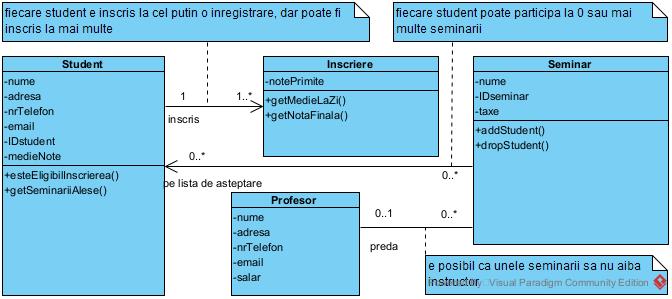 fiecare student e inscris la cel putin o inregistrare, dar poate fi
inscris la mai multe
fiecare student poate participa la 0 sau mai
multe seminarii
Student
-nume
-adresa
-nrTelefon
-email
-IDstudent
-medieNote
+esteEligibilInscrierea()
+getSeminariiAlese()
1
1..*
inscris
Inscriere
-notePrimite
+getMedieLaZi()
+getNotaFinala()
Seminar
-nume
-IDseminar
-taxe
+addStudent()
+dropStudent()
0..*
0..*
pe lista de asteptare
Profesor
-nume
-adresa
-nrTelefon
-email
-salar
0..1
0..*
preda
e posibil ca unele seminarii sa nu aiba
instructor
Visual Paradigm Community Edition